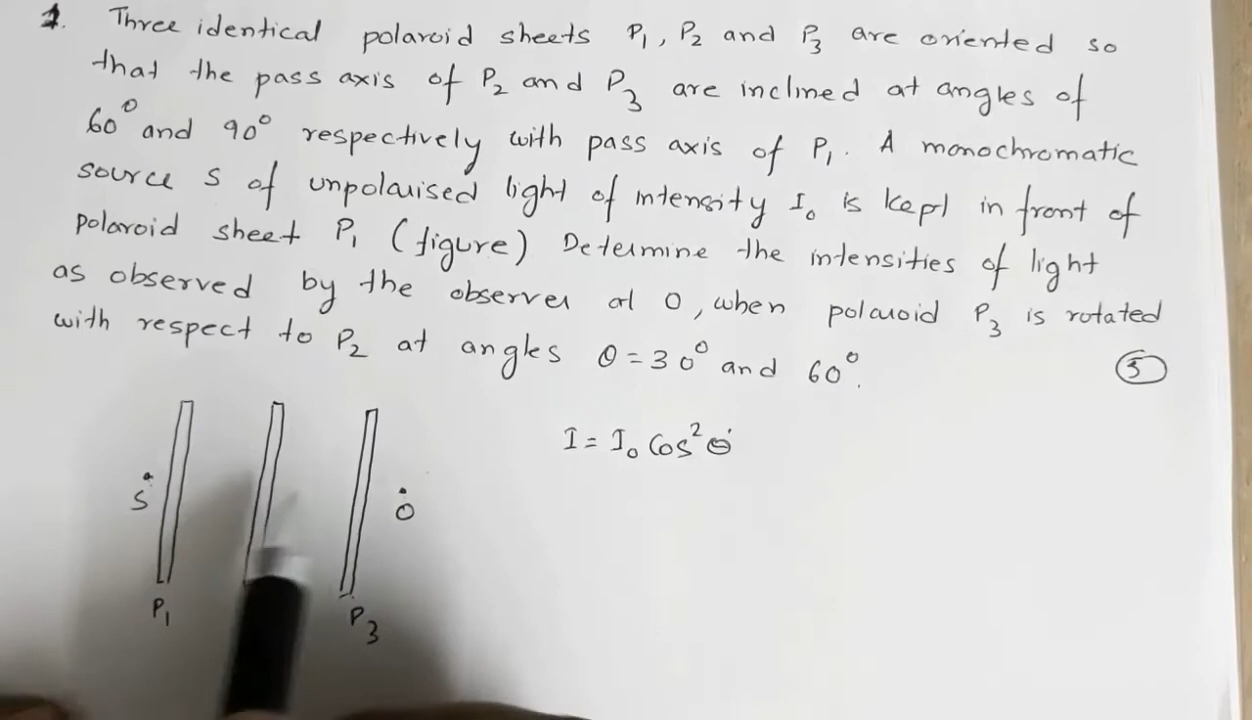 1. Three identical polaroid sheets P₁, P₂ and P₃ are oriented so
that the pass axis of P₂ and P₃ are inclined at angles of
60° and 90° respectively with pass axis of P₁. A monochromatic
source S of unpolarised light of intensity I₀ is kept in front of
polaroid sheet P₁ (figure) Determine the intensities of light
as observed by the observer at O, when polaroid P₃ is rotated
with respect to P₂ at angles θ = 30° and 60°.
③
I = I₀ Cos²θ
S
O
P₁
P₃